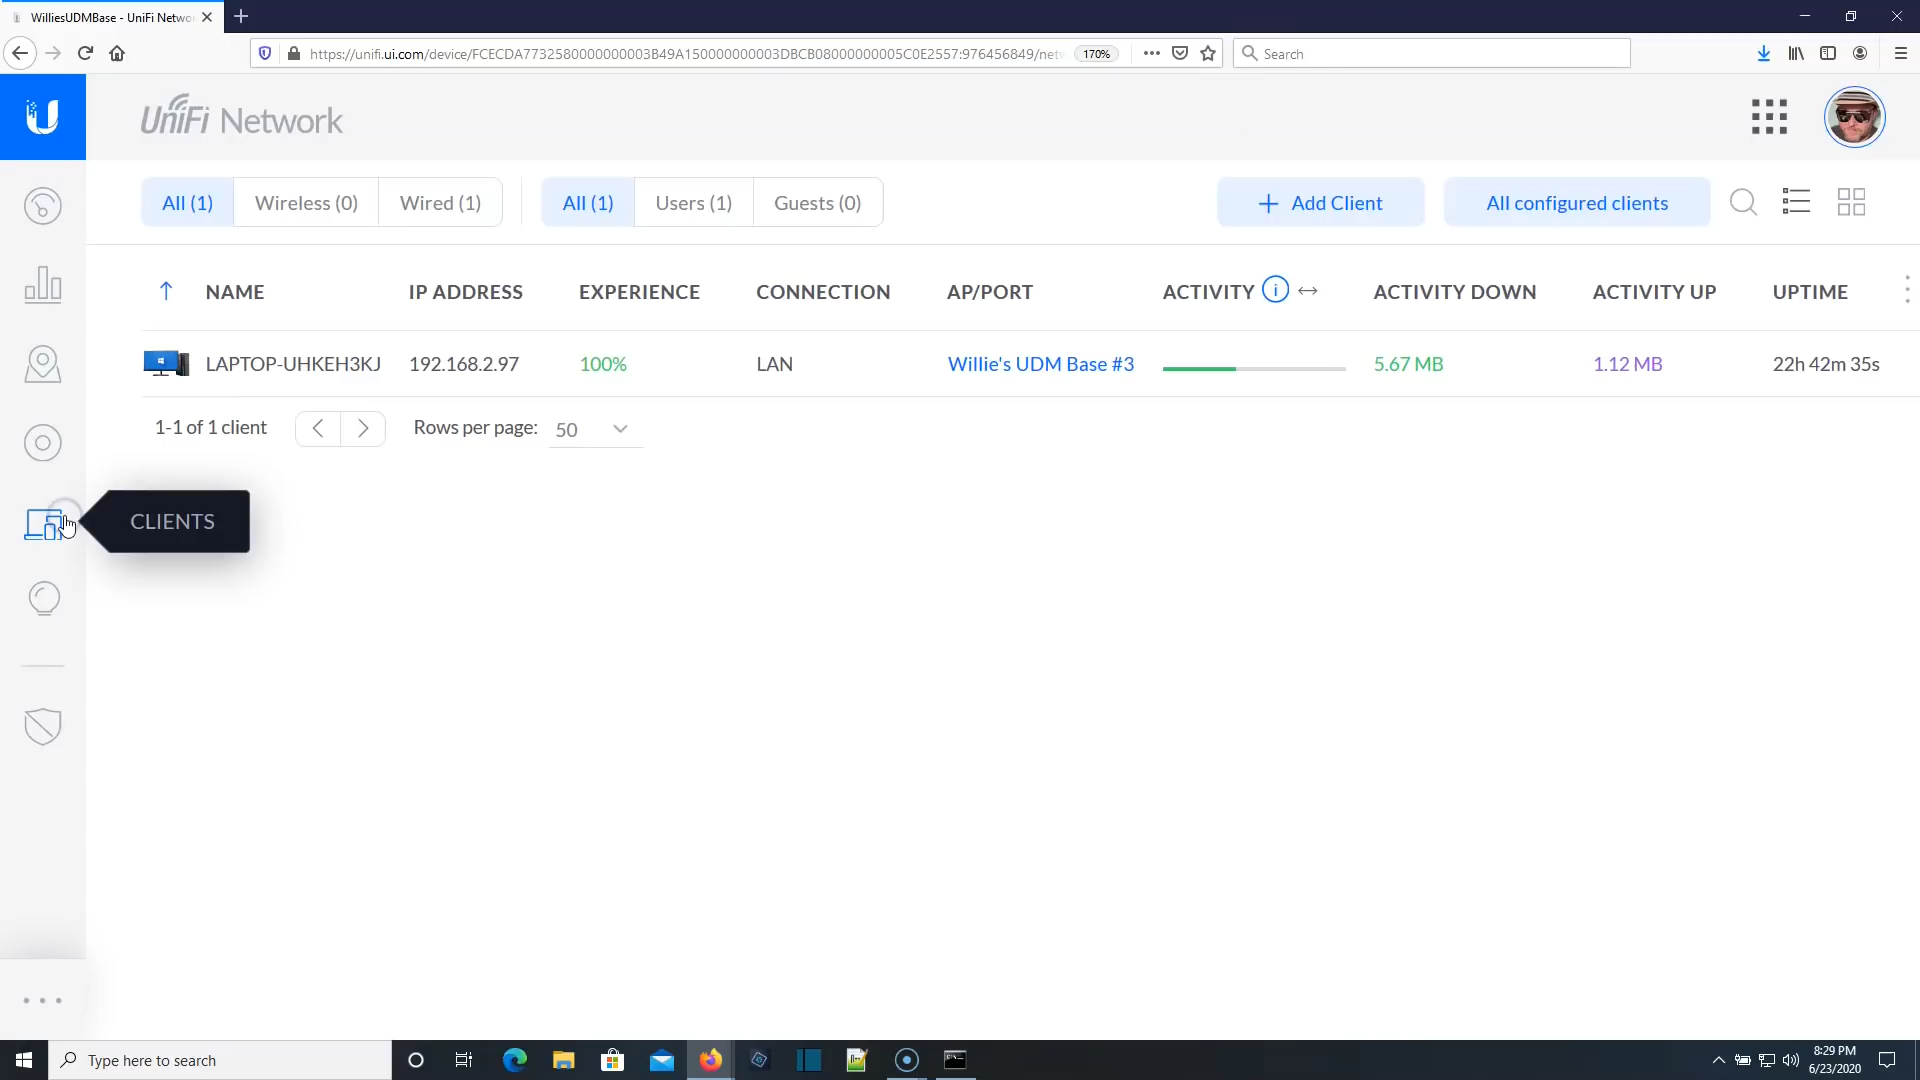 WilliesUDMBase - UniFi Netwo
https://unifi.ui.com/device/FCECDA7732580000000003B49A150000000003DBCB08000000005C0E2557:976456849/netw
170%
Search
UniFi Network
All (1)
Wireless (0)
Wired (1)
All (1)
Users (1)
Guests (0)
Add Client
All configured clients
NAME
IP ADDRESS
EXPERIENCE
CONNECTION
AP/PORT
ACTIVITY
ACTIVITY DOWN
ACTIVITY UP
UPTIME
LAPTOP-UHKEH3KJ
192.168.2.97
100%
LAN
Willie's UDM Base #3
5.67 MB
1.12 MB
22h 42m 35s
1-1 of 1 client
Rows per page:
50
CLIENTS
Type here to search
8:29 PM
6/23/2020